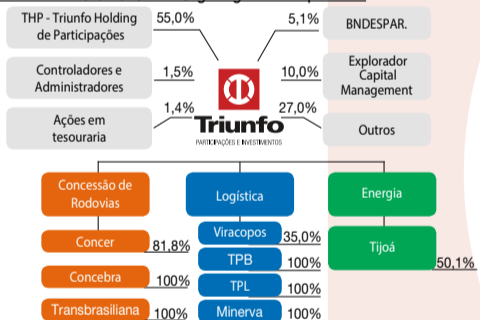 THP - Triunfo Holding
de Participações
55,0%
5,1%
BNDESPAR.
Controladores e
Administradores
1,5%
10,0%
Explorador
Capital
Management
Ações em
tesouraria
1,4%
27,0%
Outros
Triunfo
PARTICIPAÇÕES E INVESTIMENTOS
Concessão de
Rodovias
Logística
Energia
Concer
81,8%
Viracopos
35,0%
Tijoá
50,1%
Concebra
100%
TPB
100%
TPL
100%
Transbrasiliana
100%
Minerva
100%